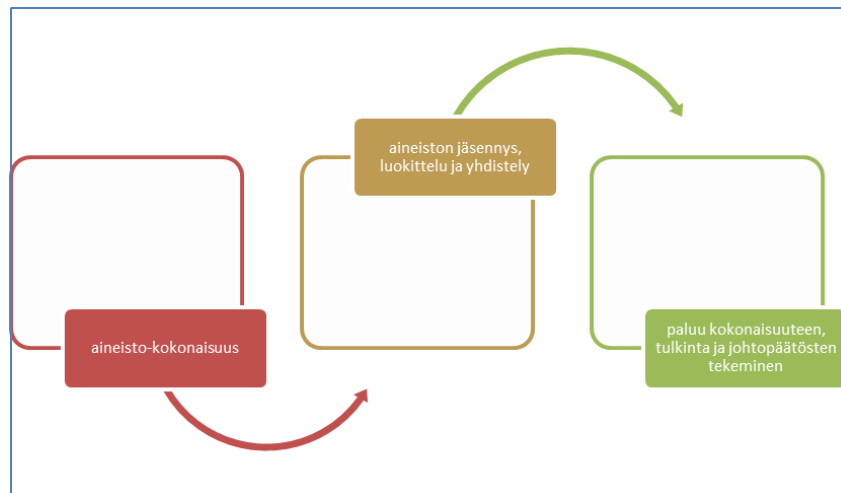 aineisto-kokonaisuus
aineiston jäsennys,
luokittelu ja yhdistely
paluu kokonaisuuteen,
tulkinta ja johtopäätösten
tekeminen